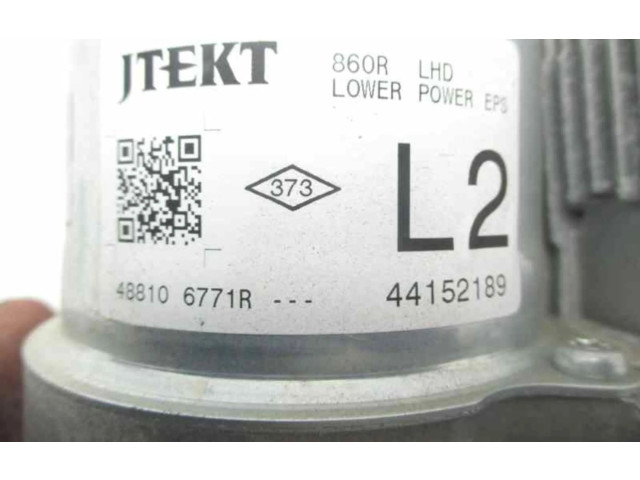 JTEKT
860R LHD
LOWER POWER EPS
373
L2
48810 6771R ---
44152189